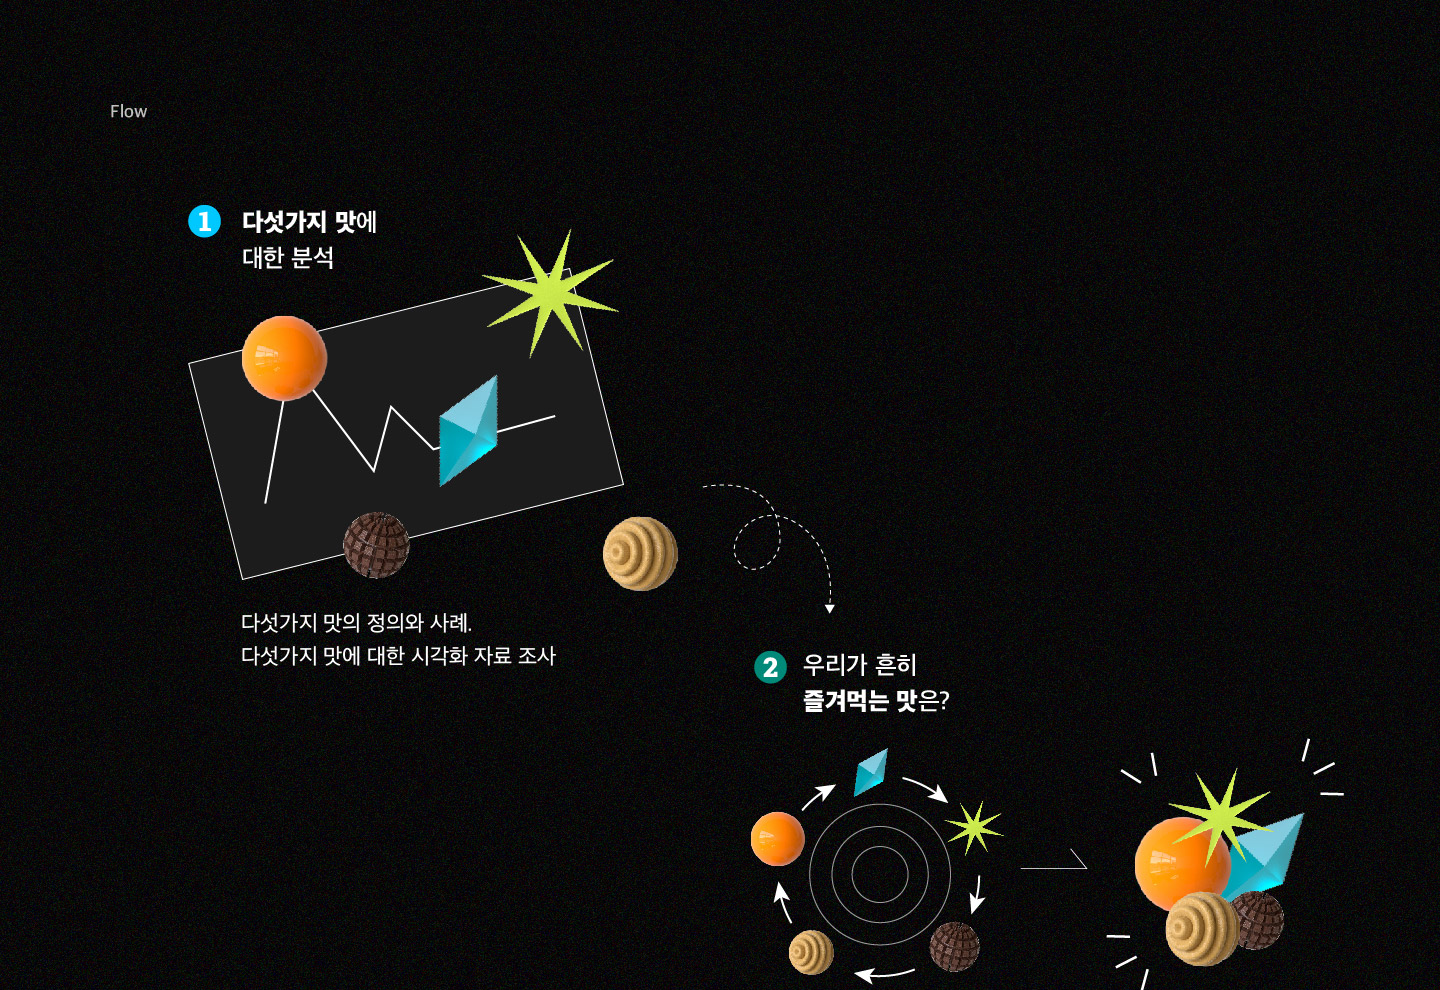 Flow
1 다섯가지 맛에
대한 분석
다섯가지 맛의 정의와 사례.
다섯가지 맛에 대한 시각화 자료 조사
2 우리가 흔히
즐겨먹는 맛은?